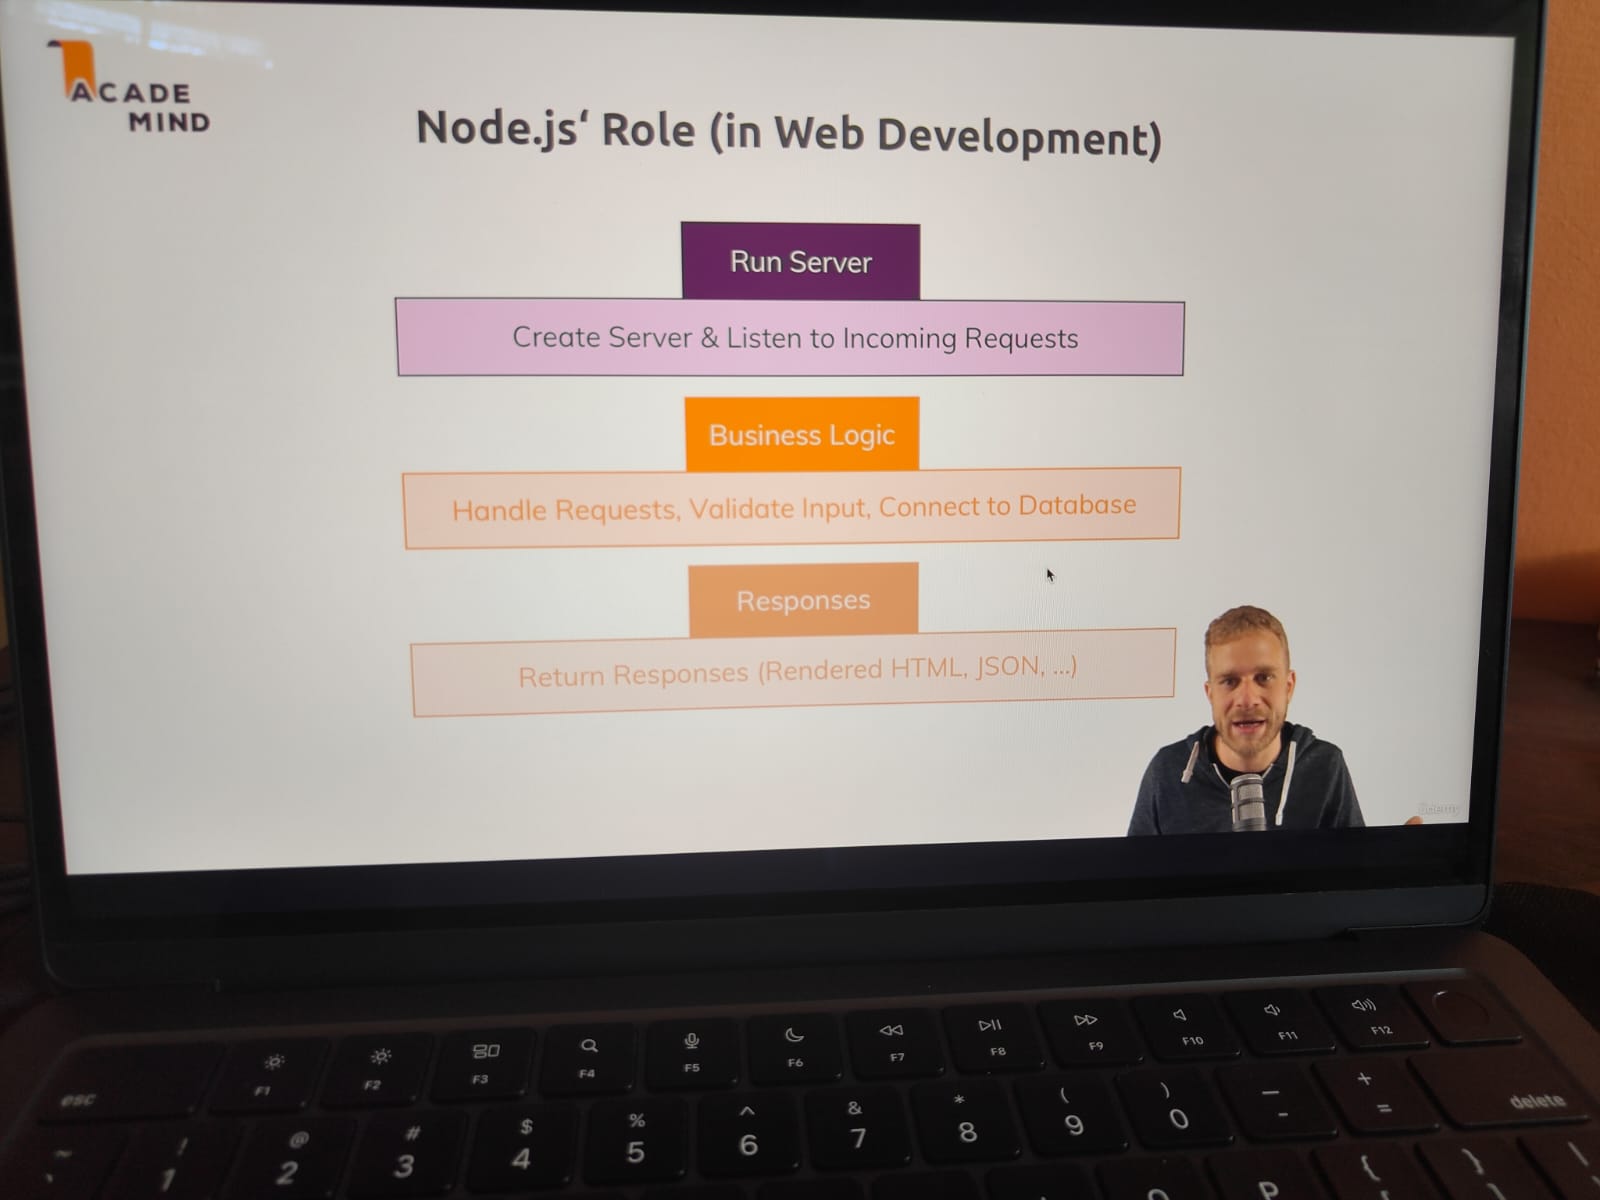 ACADE
MIND
Node.js‘ Role (in Web Development)
Run Server
Create Server & Listen to Incoming Requests
Business Logic
Handle Requests, Validate Input, Connect to Database
Responses
Return Responses (Rendered HTML, JSON, ...)
Udemy
esc F1 F2 F3 F4 F5 F6 F7 F8 F9 F10 F11 F12
~ ! @ # $ % ^ & * ( ) — +
` 1 2 3 4 5 6 7 8 9 0 - = delete
O P { } |